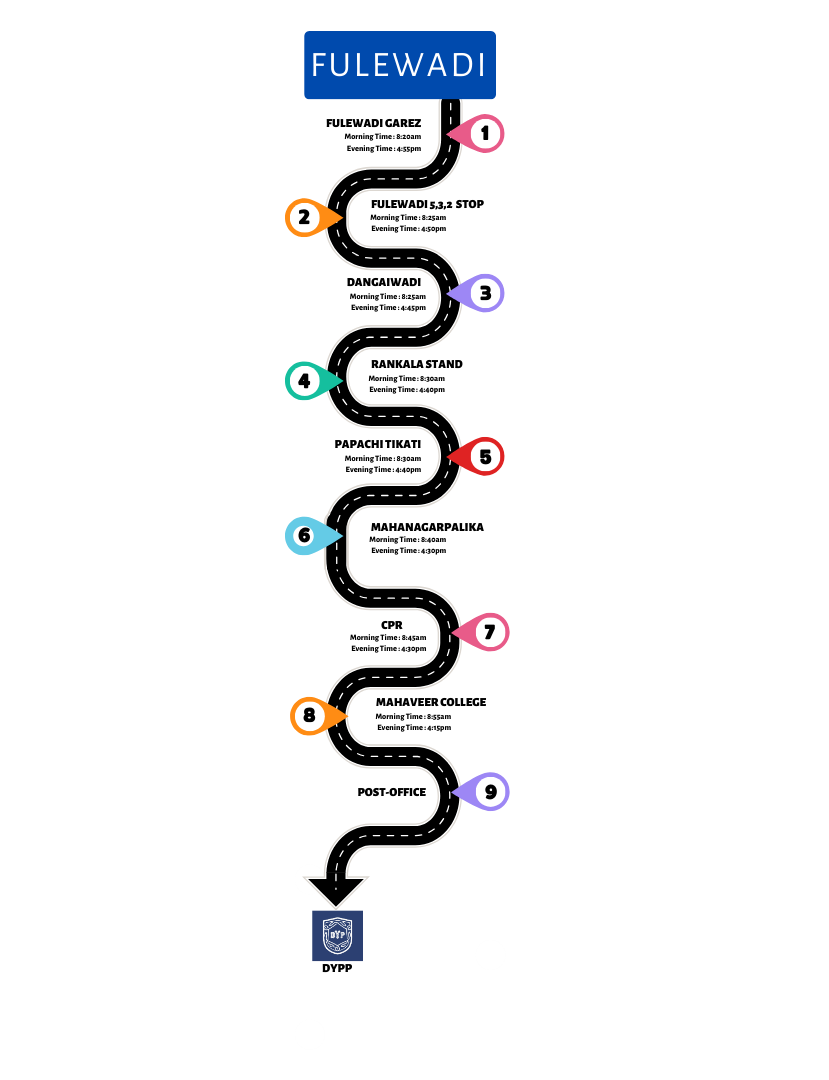 FULEWADI
FULEWADI GAREZ
Morning Time : 8:20am
Evening Time : 4:55pm
1
2
FULEWADI 5,3,2 STOP
Morning Time : 8:25am
Evening Time : 4:50pm
DANGAIWADI
Morning Time : 8:25am
Evening Time : 4:45pm
3
4
RANKALA STAND
Morning Time : 8:30am
Evening Time : 4:40pm
PAPACHI TIKATI
Morning Time : 8:30am
Evening Time : 4:40pm
5
6
MAHANAGARPALIKA
Morning Time : 8:40am
Evening Time : 4:30pm
CPR
Morning Time : 8:45am
Evening Time : 4:30pm
7
8
MAHAVEER COLLEGE
Morning Time : 8:55am
Evening Time : 4:15pm
POST-OFFICE
9
DYP
DYPP